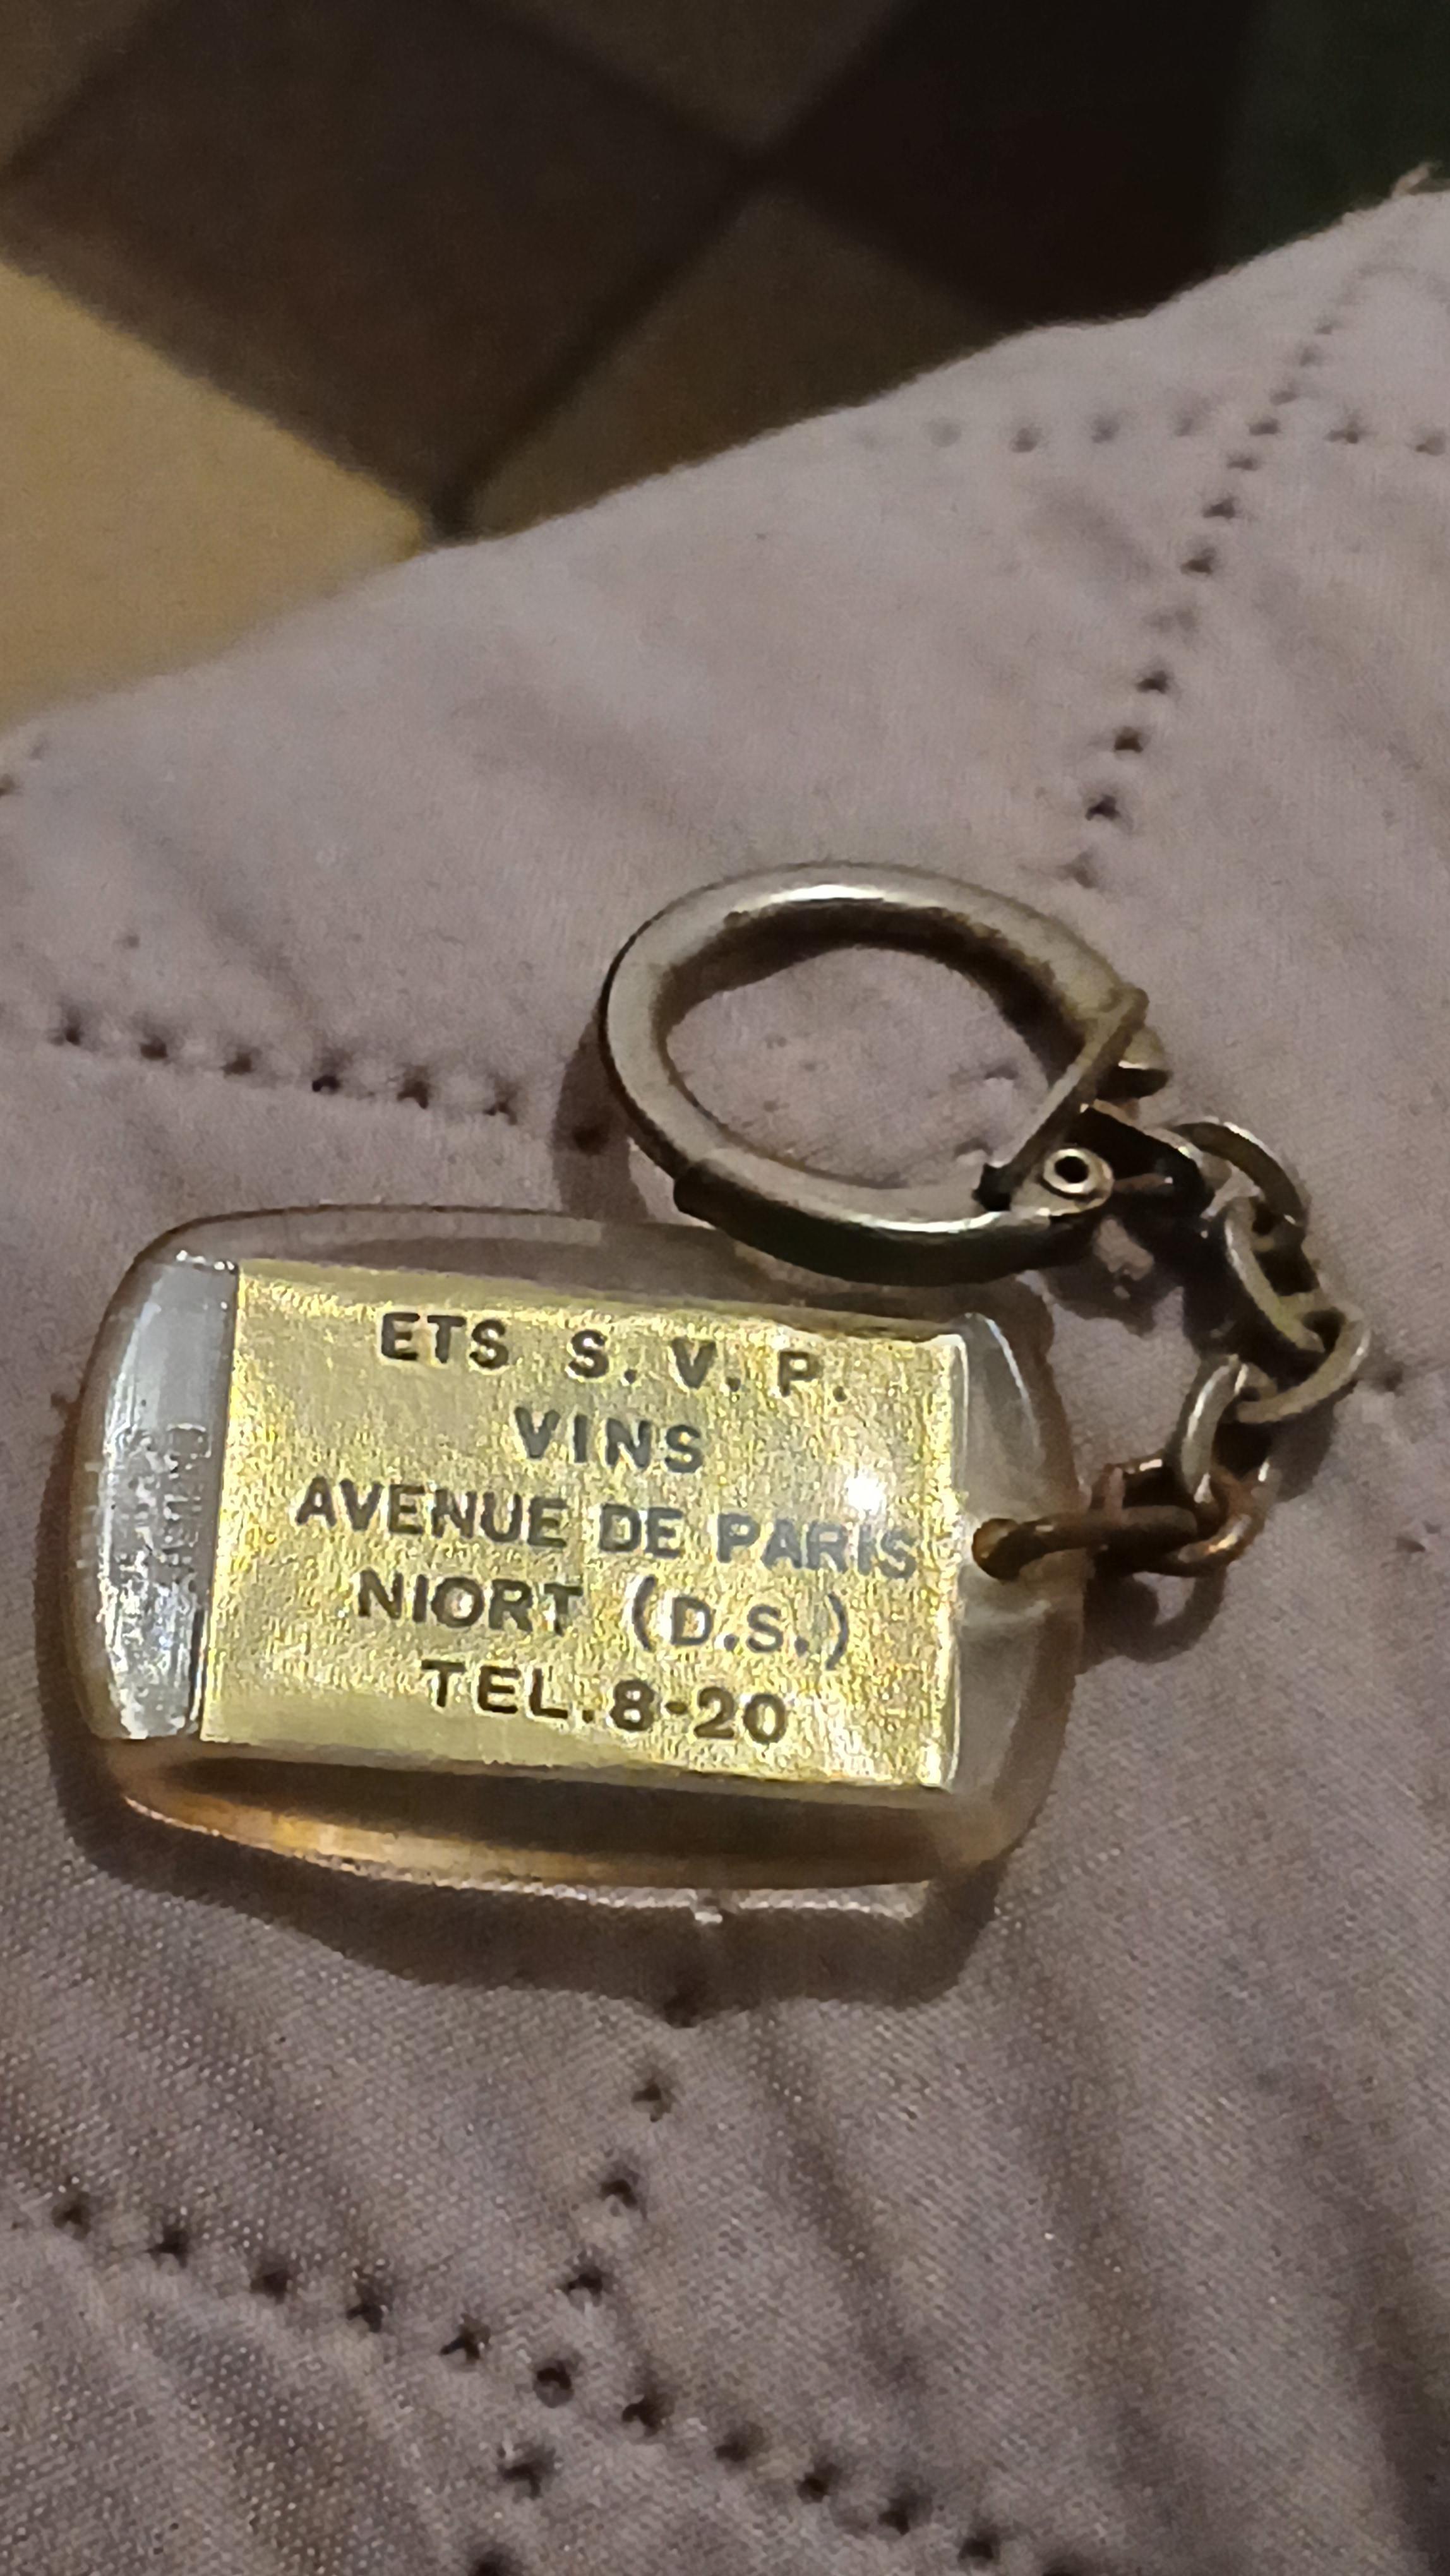 ETS S.V.P.
VINS
AVENUE DE PARIS
NIORT (D.S.)
TEL.8-20